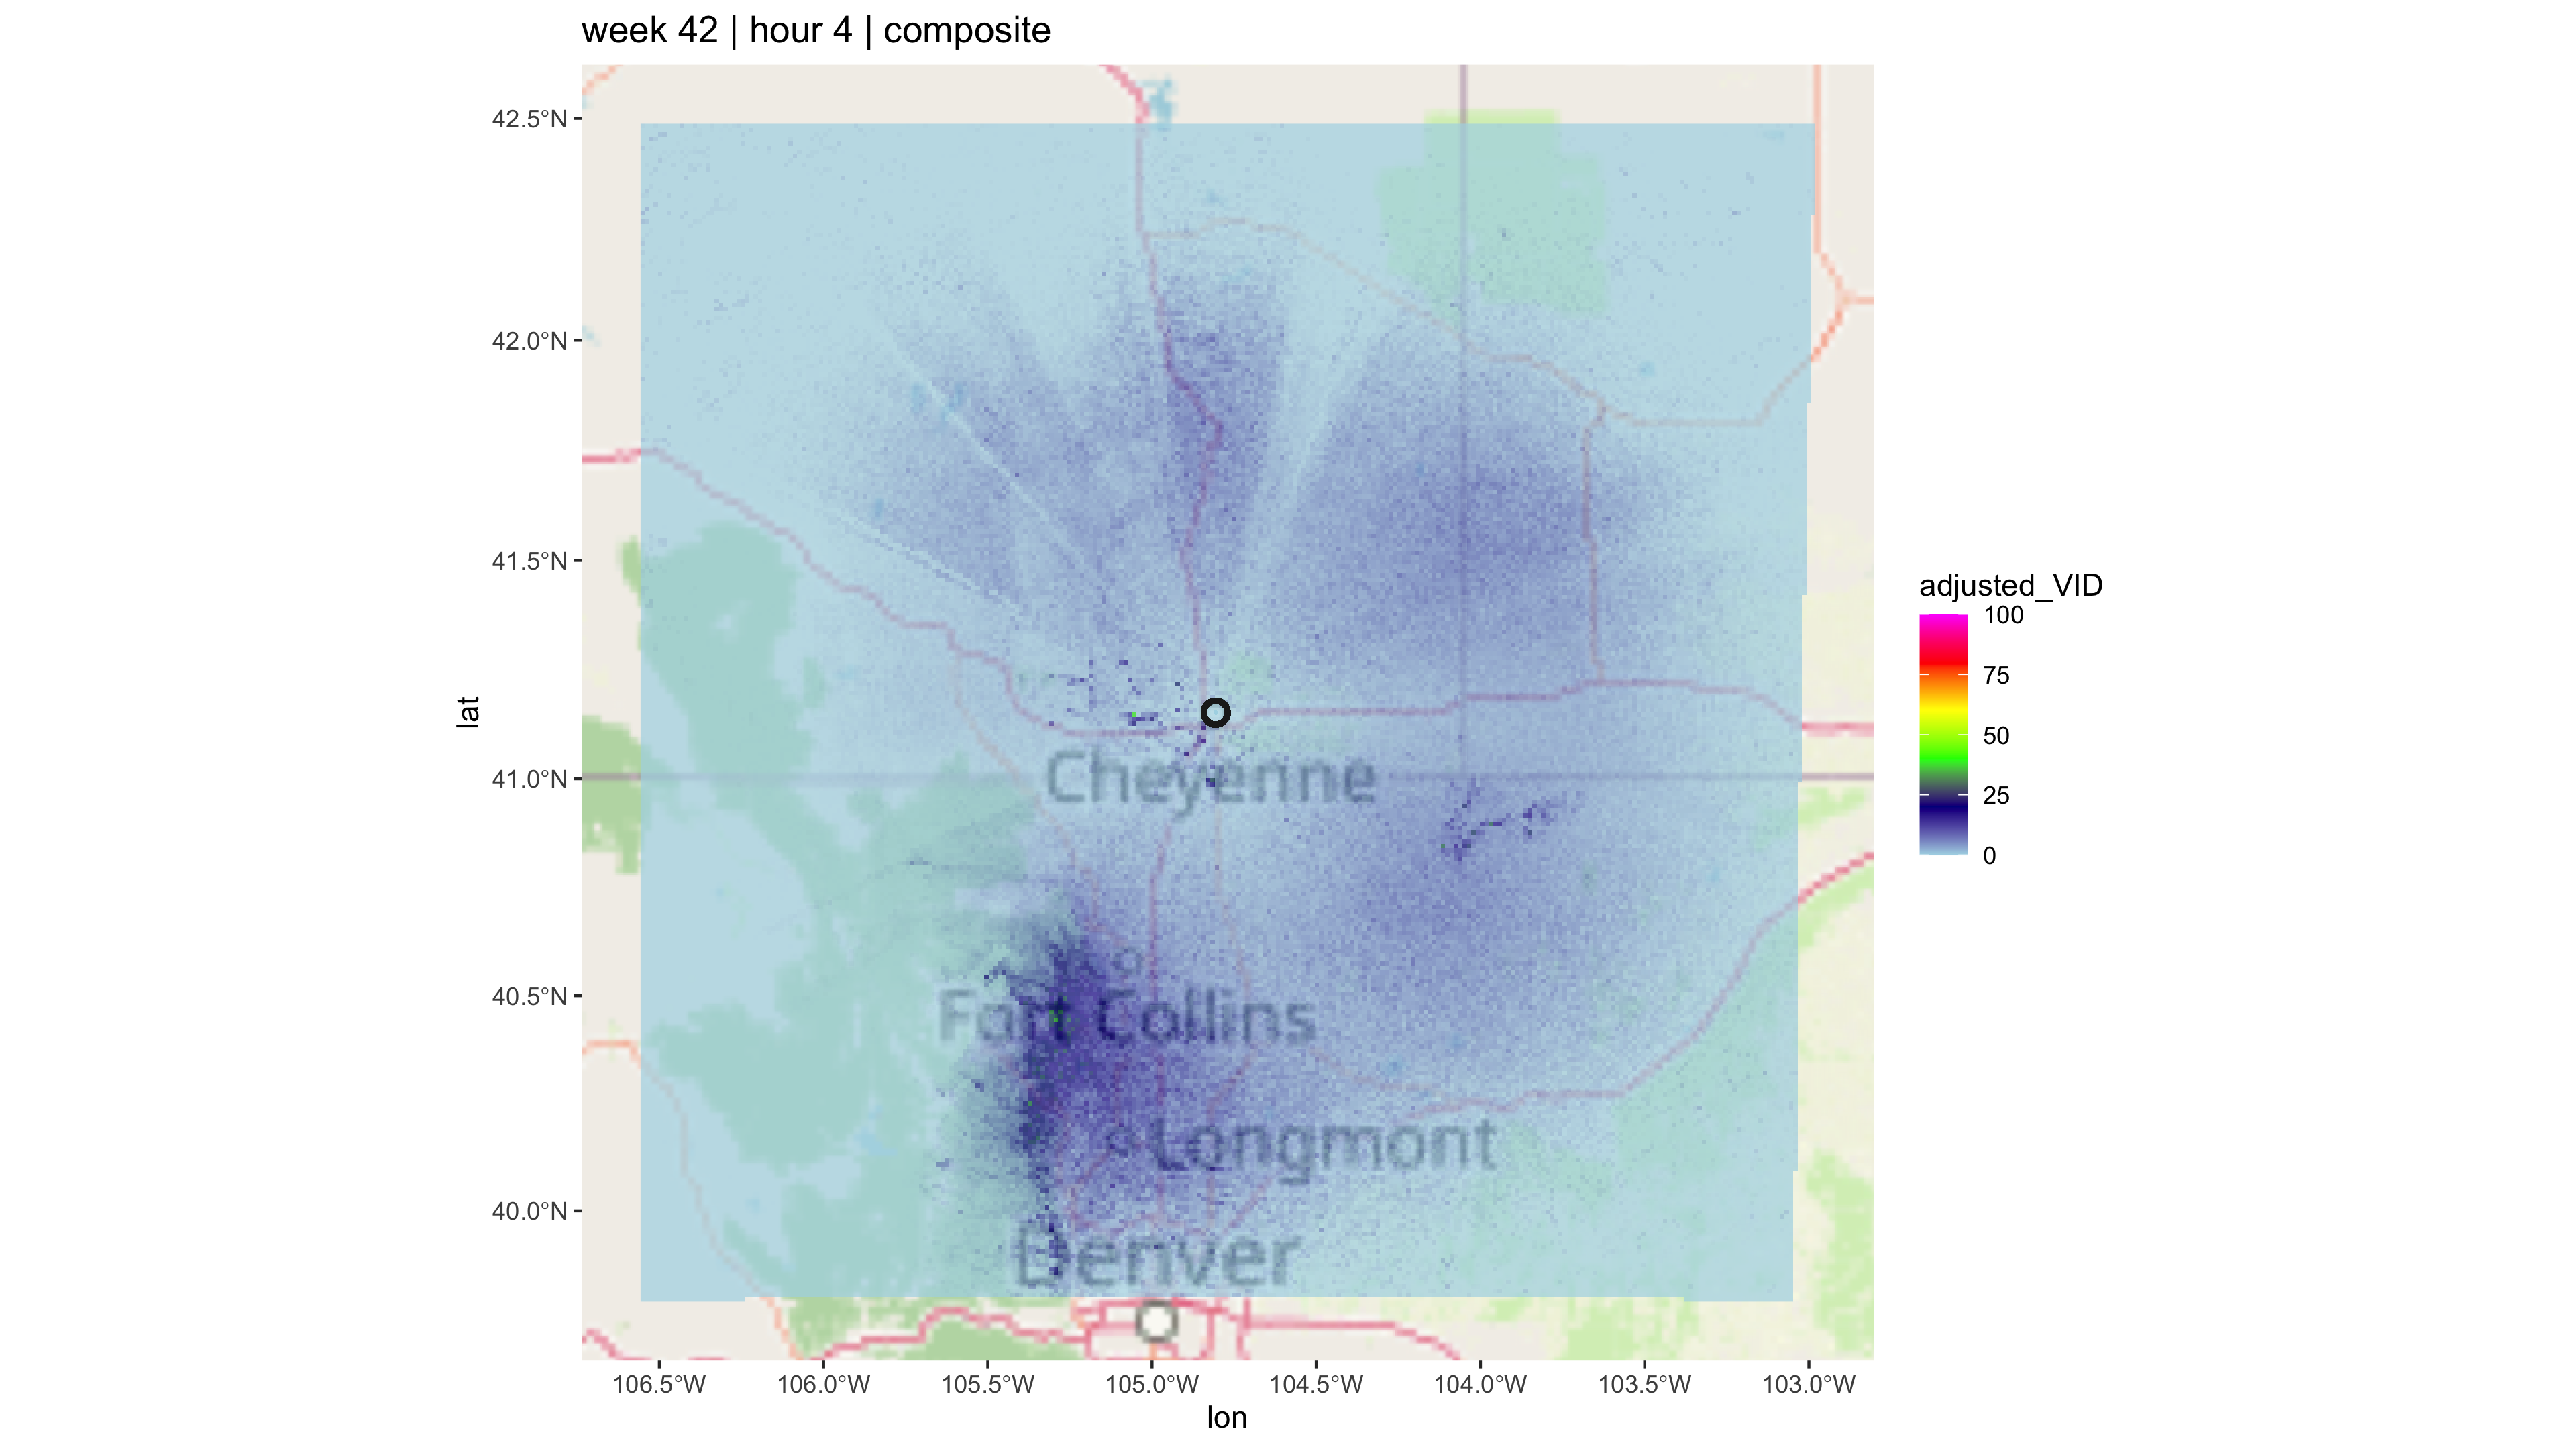 week 42 | hour 4 | composite
42.5°N
42.0°N
41.5°N
41.0°N
40.5°N
40.0°N
lat
Cheyenne
Fort Collins
Longmont
Denver
106.5°W 106.0°W 105.5°W 105.0°W 104.5°W 104.0°W 103.5°W 103.0°W
lon
adjusted_VID
100
75
50
25
0